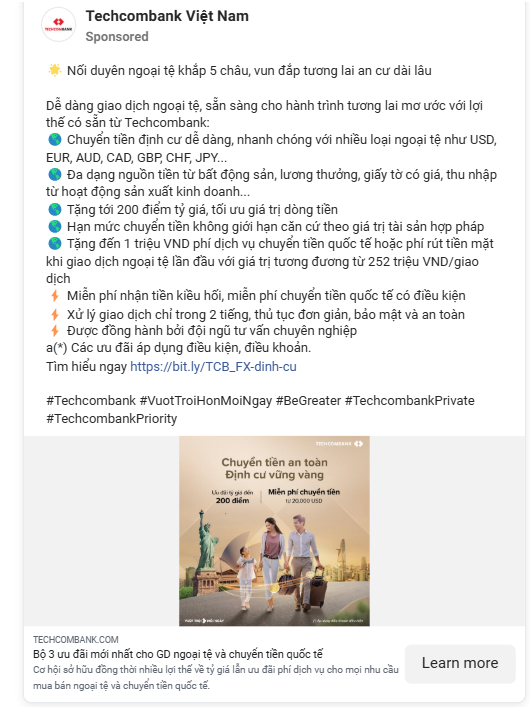 TECHCOMBANK
Techcombank Việt Nam
Sponsored
🌟 Nối duyên ngoại tệ khắp 5 châu, vun đắp tương lai an cư dài lâu
Dễ dàng giao dịch ngoại tệ, sẵn sàng cho hành trình tương lai mơ ước với lợi
thế có sẵn từ Techcombank:
🌎 Chuyển tiền định cư dễ dàng, nhanh chóng với nhiều loại ngoại tệ như USD,
EUR, AUD, CAD, GBP, CHF, JPY...
🌎 Đa dạng nguồn tiền từ bất động sản, lương thưởng, giấy tờ có giá, thu nhập
từ hoạt động sản xuất kinh doanh...
🌎 Tặng tới 200 điểm tỷ giá, tối ưu giá trị dòng tiền
🌎 Hạn mức chuyển tiền không giới hạn căn cứ theo giá trị tài sản hợp pháp
🌎 Tặng đến 1 triệu VND phí dịch vụ chuyển tiền quốc tế hoặc phí rút tiền mặt
khi giao dịch ngoại tệ lần đầu với giá trị tương đương từ 252 triệu VND/giao
dịch
⚡ Miễn phí nhận tiền kiều hối, miễn phí chuyển tiền quốc tế có điều kiện
⚡ Xử lý giao dịch chỉ trong 2 tiếng, thủ tục đơn giản, bảo mật và an toàn
⚡ Được đồng hành bởi đội ngũ tư vấn chuyên nghiệp
a(*) Các ưu đãi áp dụng điều kiện, điều khoản.
Tìm hiểu ngay https://bit.ly/TCB_FX-dinh-cu
#Techcombank #VuotTroiHonMoiNgay #BeGreater #TechcombankPrivate
#TechcombankPriority
TECHCOMBANK
Chuyển tiền an toàn
Định cư vững vàng
Ưu đãi tỷ giá đến
200 điểm
Miễn phí chuyển tiền
từ 20,000 USD
VƯỢT TRỘI HƠN MỖI NGÀY
(*) Áp dụng điều khoản điều kiện
TECHCOMBANK.COM
Bộ 3 ưu đãi mới nhất cho GD ngoại tệ và chuyển tiền quốc tế
Cơ hội sở hữu đồng thời nhiều lợi thế về tỷ giá lẫn ưu đãi phí dịch vụ cho mọi nhu cầu
mua bán ngoại tệ và chuyển tiền quốc tế.
Learn more